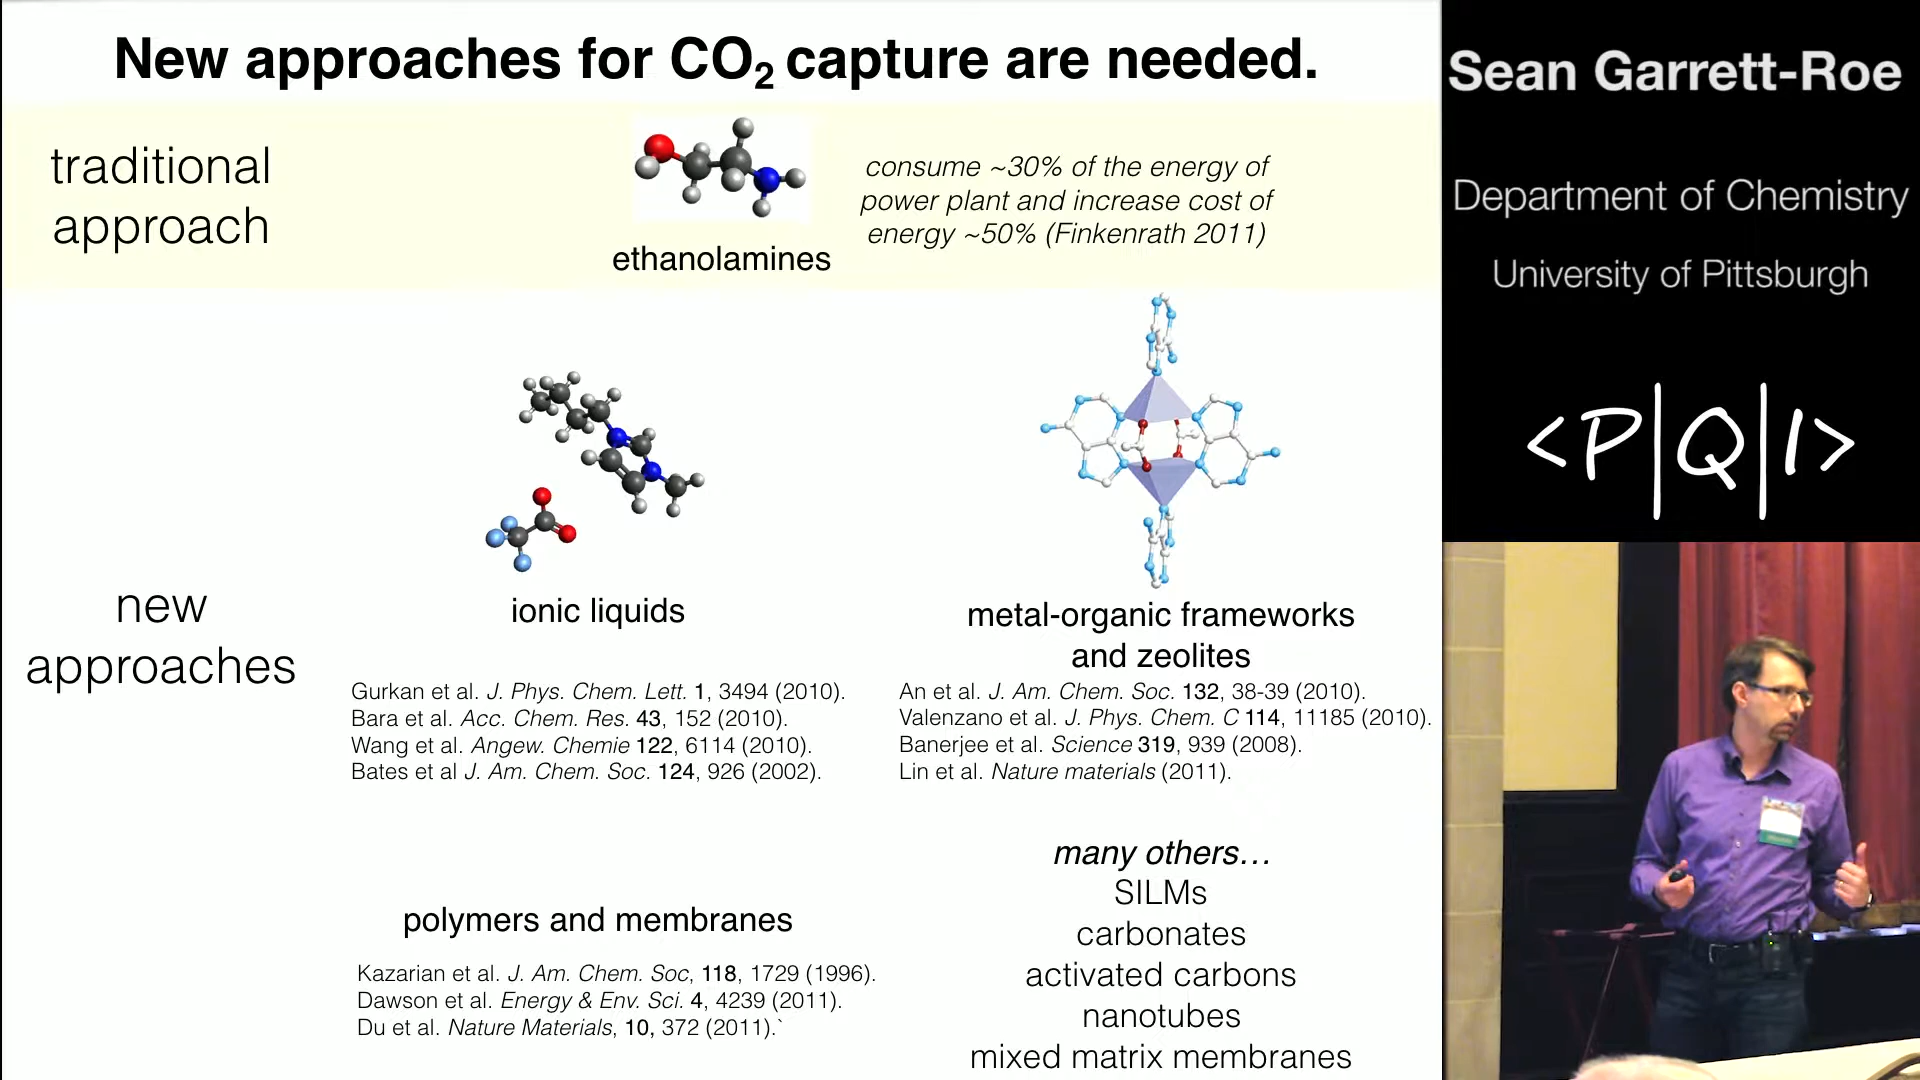 New approaches for CO₂ capture are needed.
traditional
approach
ethanolamines
consume ~30% of the energy of
power plant and increase cost of
energy ~50% (Finkenrath 2011)
new
approaches
ionic liquids
Gurkan et al. J. Phys. Chem. Lett. 1, 3494 (2010).
Bara et al. Acc. Chem. Res. 43, 152 (2010).
Wang et al. Angew. Chemie 122, 6114 (2010).
Bates et al J. Am. Chem. Soc. 124, 926 (2002).
metal-organic frameworks
and zeolites
An et al. J. Am. Chem. Soc. 132, 38-39 (2010).
Valenzano et al. J. Phys. Chem. C 114, 11185 (2010).
Banerjee et al. Science 319, 939 (2008).
Lin et al. Nature materials (2011).
polymers and membranes
Kazarian et al. J. Am. Chem. Soc, 118, 1729 (1996).
Dawson et al. Energy & Env. Sci. 4, 4239 (2011).
Du et al. Nature Materials, 10, 372 (2011).`
many others…
SILMs
carbonates
activated carbons
nanotubes
mixed matrix membranes
Sean Garrett-Roe
Department of Chemistry
University of Pittsburgh
<P|Q|I>